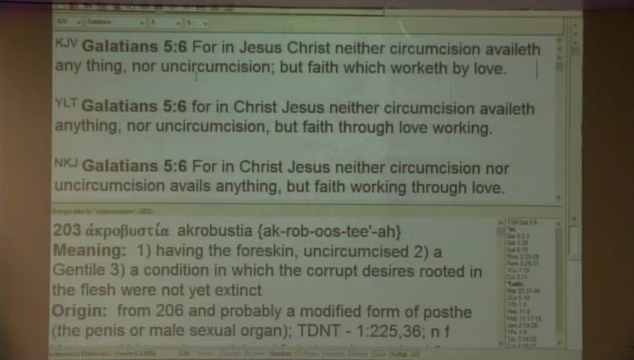 KJV Galatians 5:6 For in Jesus Christ neither circumcision availeth
any thing, nor uncircumcision; but faith which worketh by love.
YLT Galatians 5:6 for in Christ Jesus neither circumcision availeth
anything, nor uncircumcision, but faith through love working.
NKJ Galatians 5:6 For in Christ Jesus neither circumcision nor
uncircumcision avails anything, but faith working through love.
203 ἀκροβυστία akrobustia {ak-rob-oos-tee'-ah}
Meaning: 1) having the foreskin, uncircumcised 2) a
Gentile 3) a condition in which the corrupt desires rooted in
the flesh were not yet extinct
Origin: from 206 and probably a modified form of posthe
(the penis or male sexual organ); TDNT - 1:225,36; n f